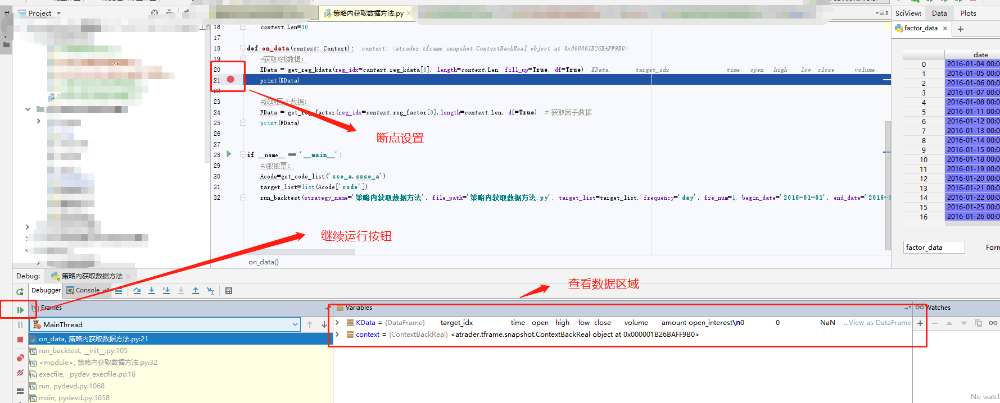 Project
策略内获取数据方法.py
3
SciView:
Data
Plots
factor_data
16 context.Len=10
17
18 def on_data(context: Context): context: <atrader.tframe.snapshot.ContextBackReal object at 0x000001B26BAFF9B0>
19 #获取K线数据:
20 KData = get_reg_kdata(reg_idx=context.reg_kdata[0], length=context.Len, fill_up=True, df=True) KData: target_idx time open high low close volume
21 print(KData)
22
23 #获取因子数据:
24 FData = get_reg_factor(reg_idx=context.reg_factor[0],length=context.Len, df=True) # 获取因子数据
25 print(FData)
26
27
28 if __name__ == '__main__':
29 #A股股票:
30 Acode=get_code_list('sse_a,szse_a')
31 target_list=list(Acode['code'])
32 run_backtest(strategy_name='策略内获取数据方法', file_path='策略内获取数据方法.py', target_list=target_list, frequency='day', fre_num=1, begin_date='2016-01-01', end_date='2016-
断点设置
继续运行按钮
on_data()
date
0 2016-01-04 00:0
1 2016-01-05 00:0
2 2016-01-06 00:0
3 2016-01-07 00:0
4 2016-01-08 00:0
5 2016-01-11 00:0
6 2016-01-12 00:0
7 2016-01-13 00:0
8 2016-01-14 00:0
9 2016-01-15 00:0
10 2016-01-18 00:0
11 2016-01-19 00:0
12 2016-01-20 00:0
13 2016-01-21 00:0
14 2016-01-22 00:0
15 2016-01-25 00:0
16 2016-01-26 00:0
factor_data
Form
Debug:
策略内获取数据方法
Debugger
Console
查看数据区域
Frames
Variables
Watches
MainThread
KData = {DataFrame} target_idx time open high low close volume amount open_interest\n0 0 NaN ...View as DataFrame
context = {ContextBackReal} <atrader.tframe.snapshot.ContextBackReal object at 0x000001B26BAFF9B0>
on_data, 策略内获取数据方法.py:21
run_backtest, __init__.py:105
<module>, 策略内获取数据方法.py:32
execfile, _pydev_execfile.py:18
run, pydevd.py:1068
main, pydevd.py:1658
No watch